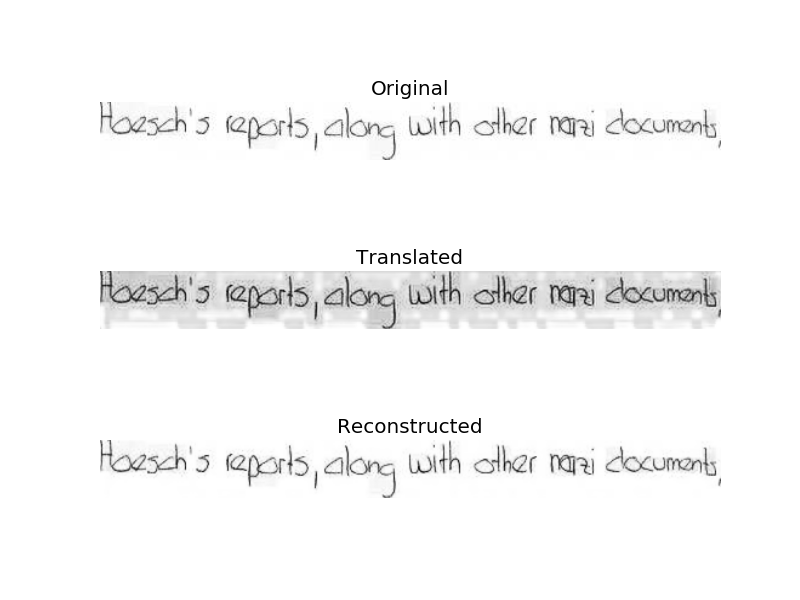 Original
Hoesch's reports, along with other nazi documents,
Translated
Hoesch's reports, along with other nazi documents,
Reconstructed
Hoesch's reports, along with other nazi documents,